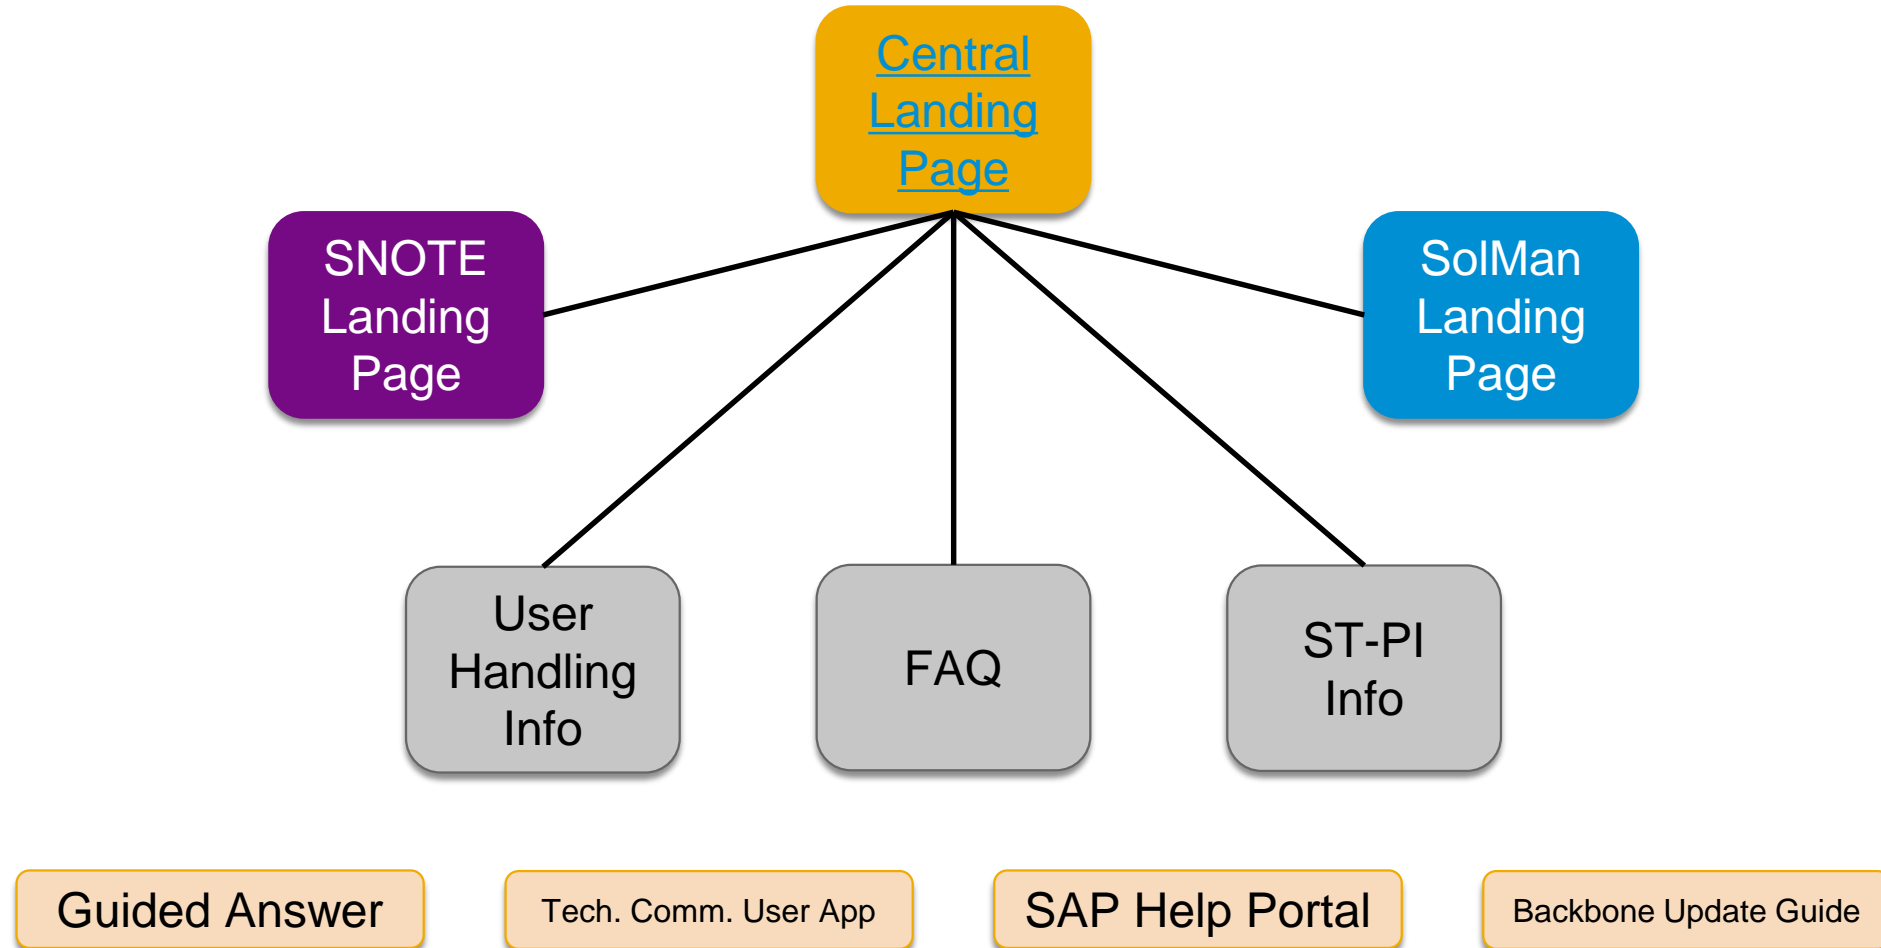 Central
Landing
Page
SNOTE
Landing
Page
SolMan
Landing
Page
User
Handling
Info
FAQ
ST-PI
Info
Guided Answer
Tech. Comm. User App
SAP Help Portal
Backbone Update Guide